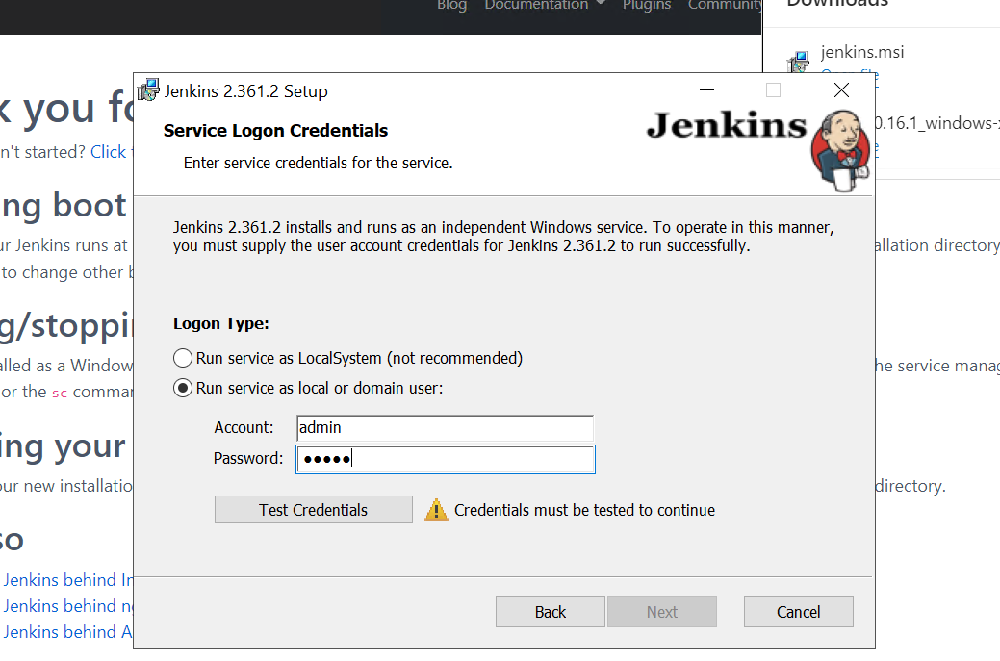 Blog Documentation Plugins Community
Downloads
jenkins.msi
Open file
k you fo
n't started? Click
0.16.1_windows-x
ng boot
ur Jenkins runs at
allation directory
to change other b
g/stoppi
alled as a Window
he service manag
or the sc comman
ing your
our new installatio
directory.
so
Jenkins behind In
Jenkins behind ng
Jenkins behind A
Jenkins 2.361.2 Setup
Service Logon Credentials
Enter service credentials for the service.
Jenkins
Jenkins 2.361.2 installs and runs as an independent Windows service. To operate in this manner,
you must supply the user account credentials for Jenkins 2.361.2 to run successfully.
Logon Type:
Run service as LocalSystem (not recommended)
Run service as local or domain user:
Account: admin
Password: ●●●●●
Test Credentials Credentials must be tested to continue
Back Next Cancel